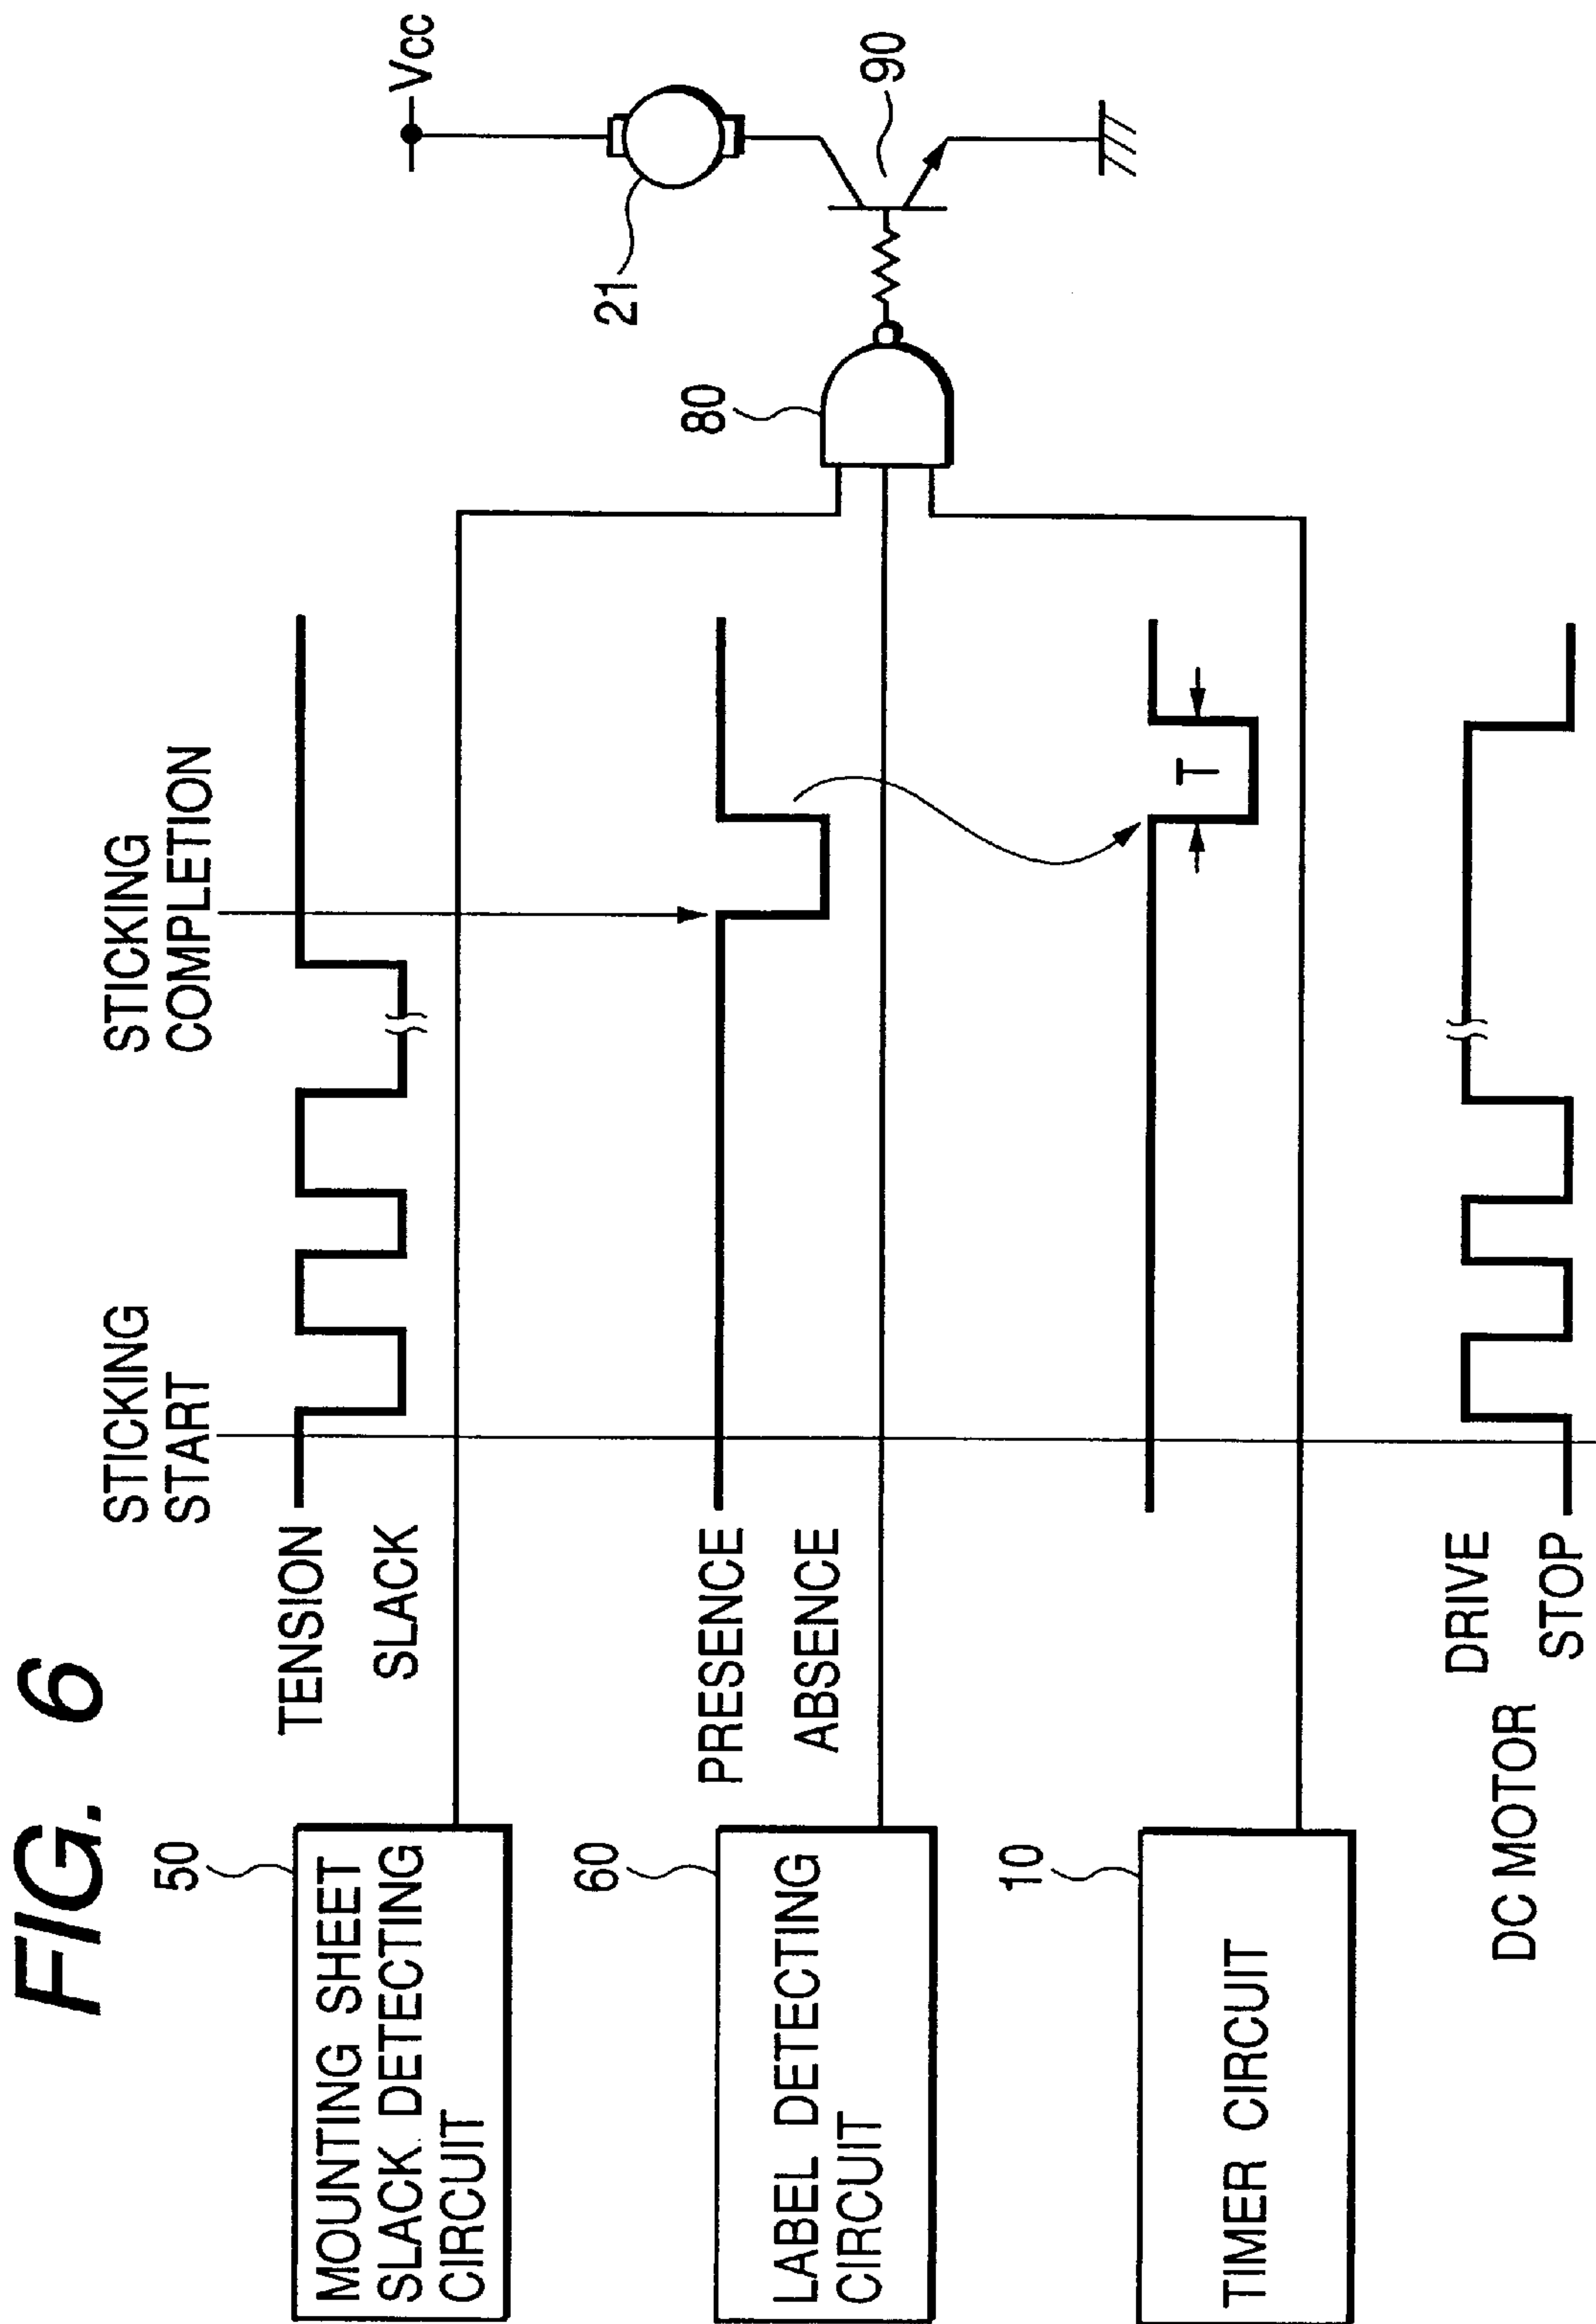 FIG. 6
STICKING
START
STICKING
COMPLETION
50
MOUNTING SHEET
SLACK DETECTING
CIRCUIT
TENSION
SLACK
Vcc
21
90
80
60
LABEL DETECTING
CIRCUIT
PRESENCE
ABSENCE
10
TIMER CIRCUIT
T
DC MOTOR
DRIVE
STOP